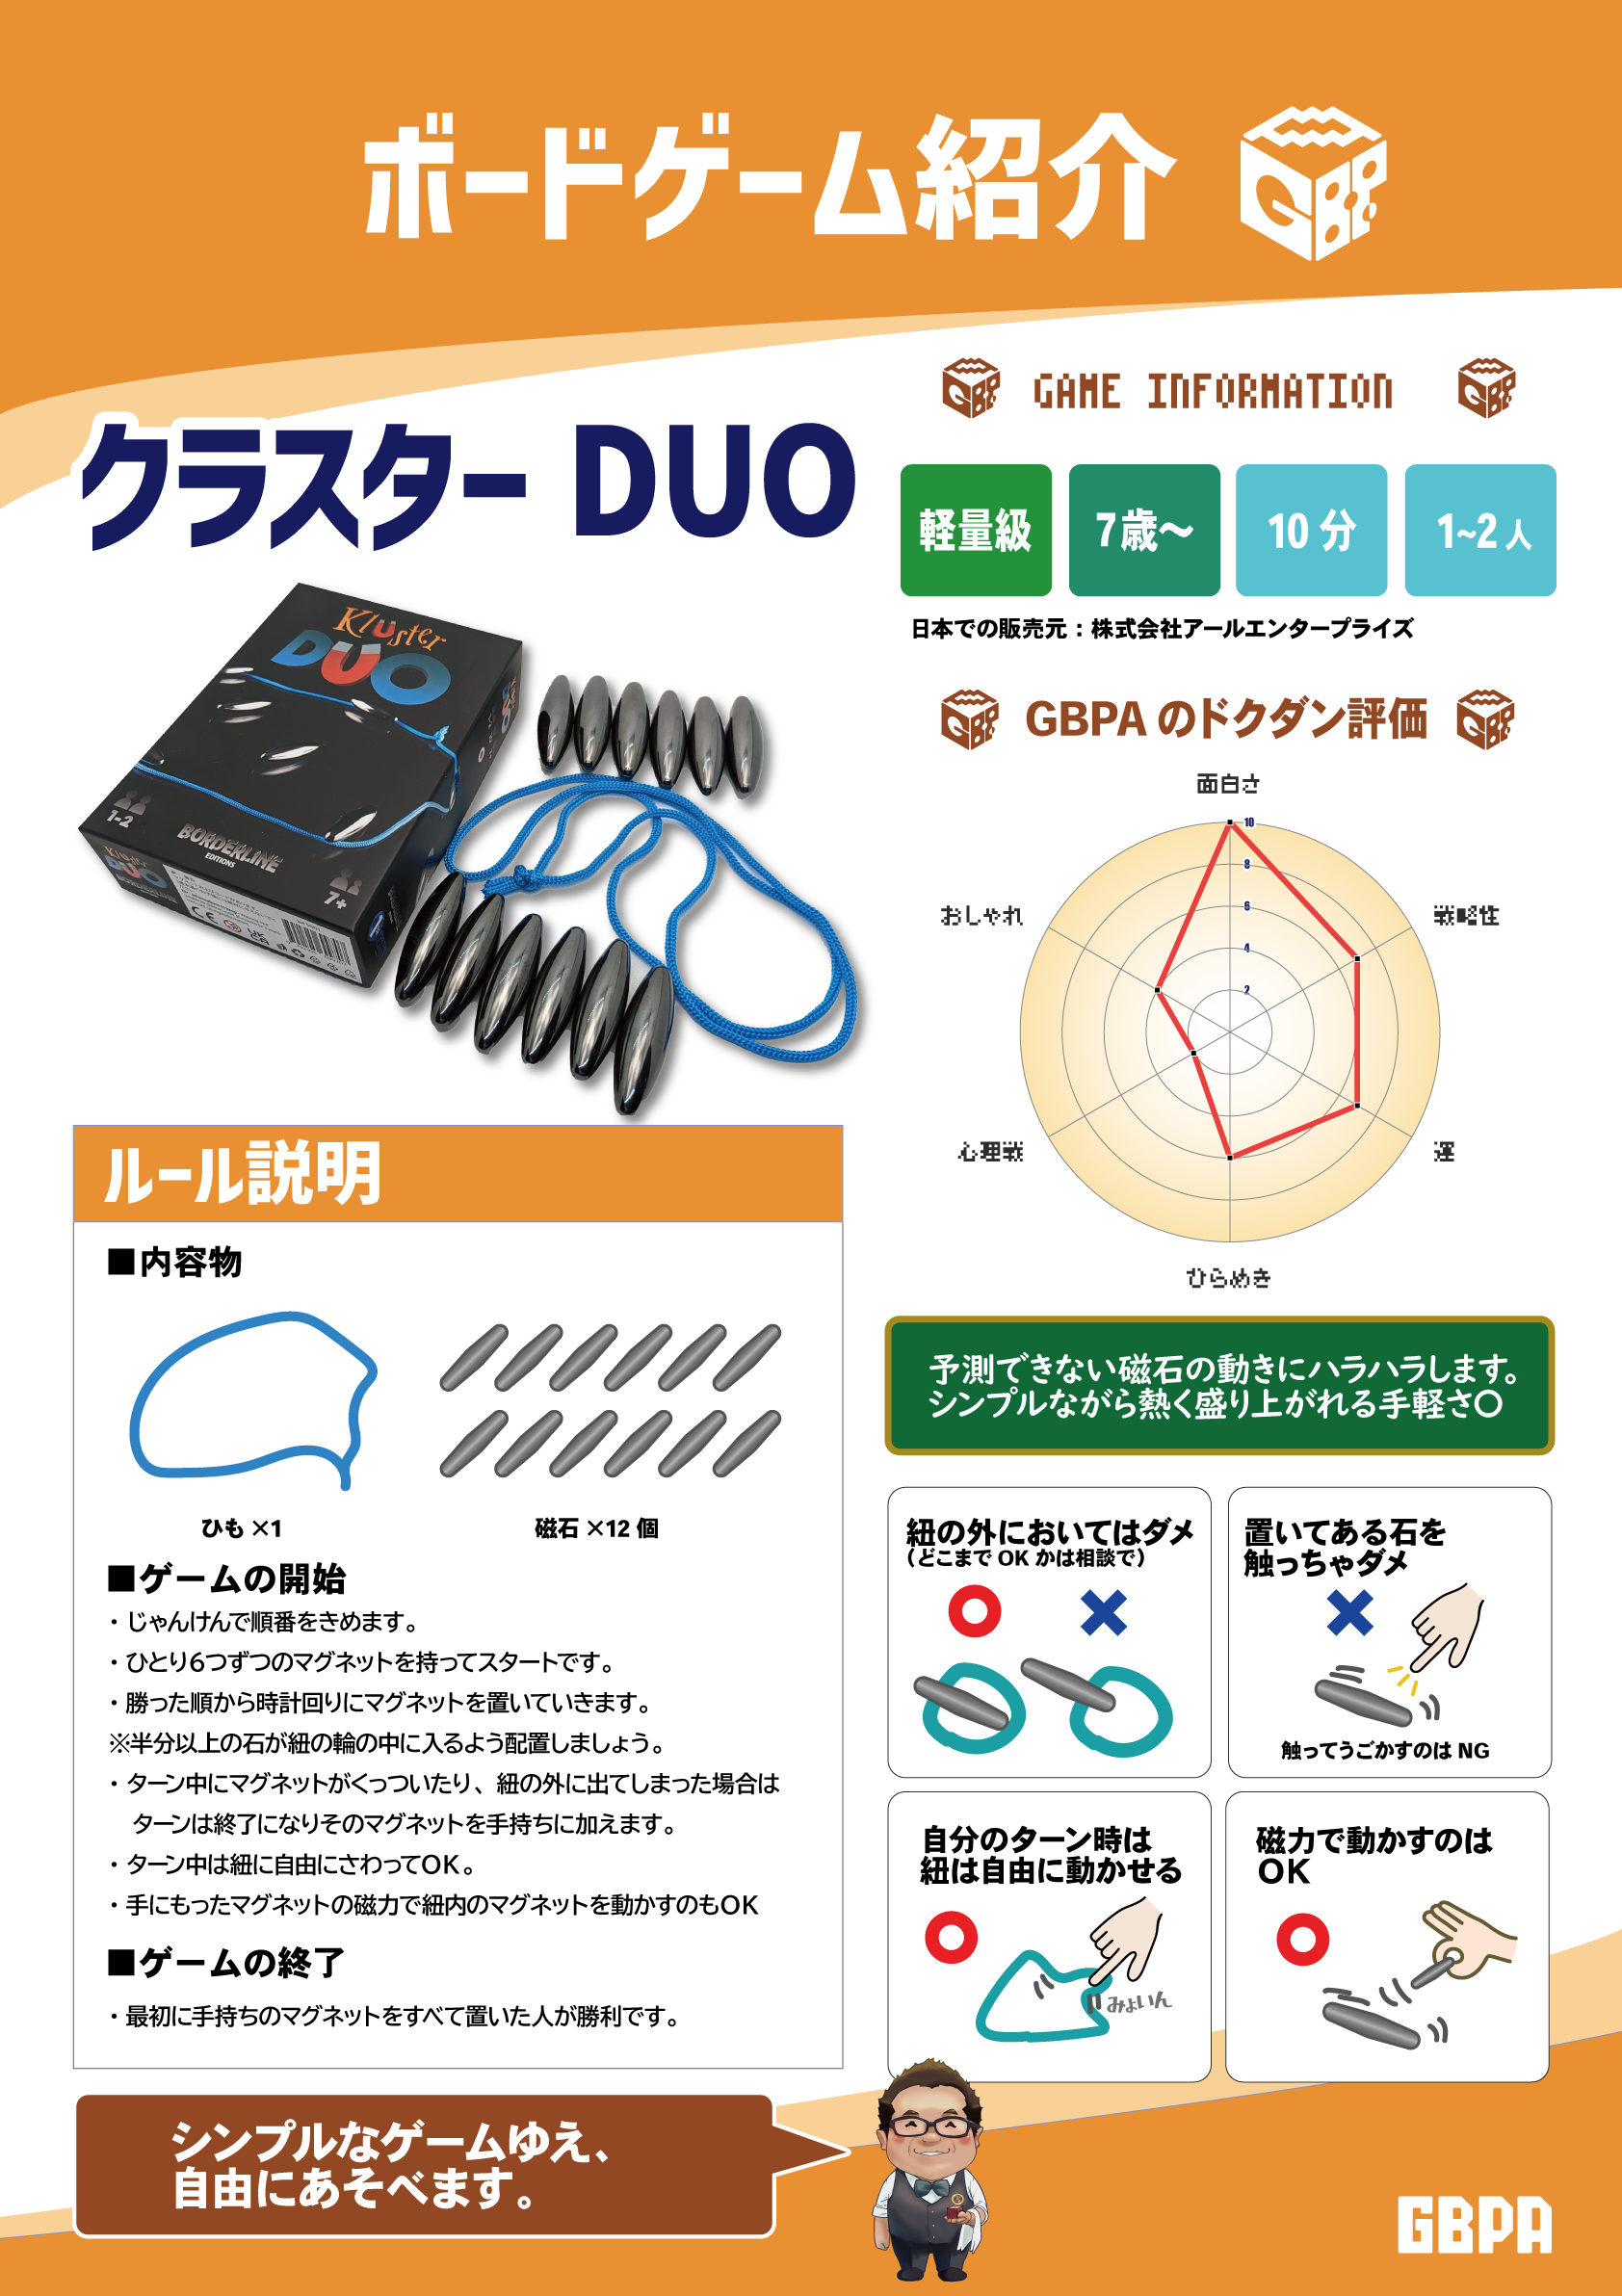 ボードゲーム紹介
GBPA
クラスター DUO
GAME INFORMATION
軽量級
7歳〜
10 分
1~2 人
日本での販売元：株式会社アールエンタープライズ
Kluster
DUO
1-2
BORDERLINE
EDITIONS
7+
Kluster
DUO
GBPA のドクダン評価
面白さ
10
8
6
4
2
おしゃれ
戦略性
心理戦
運
ひらめき
ルール説明
■内容物
ひも ×1
磁石 ×12 個
■ゲームの開始
・じゃんけんで順番をきめます。
・ひとり6つずつのマグネットを持ってスタートです。
・勝った順から時計回りにマグネットを置いていきます。
※半分以上の石が紐の輪の中に入るよう配置しましょう。
・ターン中にマグネットがくっついたり、紐の外に出てしまった場合は
ターンは終了になりそのマグネットを手持ちに加えます。
・ターン中は紐に自由にさわってOK。
・手にもったマグネットの磁力で紐内のマグネットを動かすのもOK
■ゲームの終了
・最初に手持ちのマグネットをすべて置いた人が勝利です。
予測できない磁石の動きにハラハラします。
シンプルながら熱く盛り上がれる手軽さ〇
紐の外においてはダメ
（どこまで OK かは相談で）
置いてある石を
触っちゃダメ
触ってうごかすのは NG
自分のターン時は
紐は自由に動かせる
みょいん
磁力で動かすのは
OK
シンプルなゲームゆえ、
自由にあそべます。
GBPA